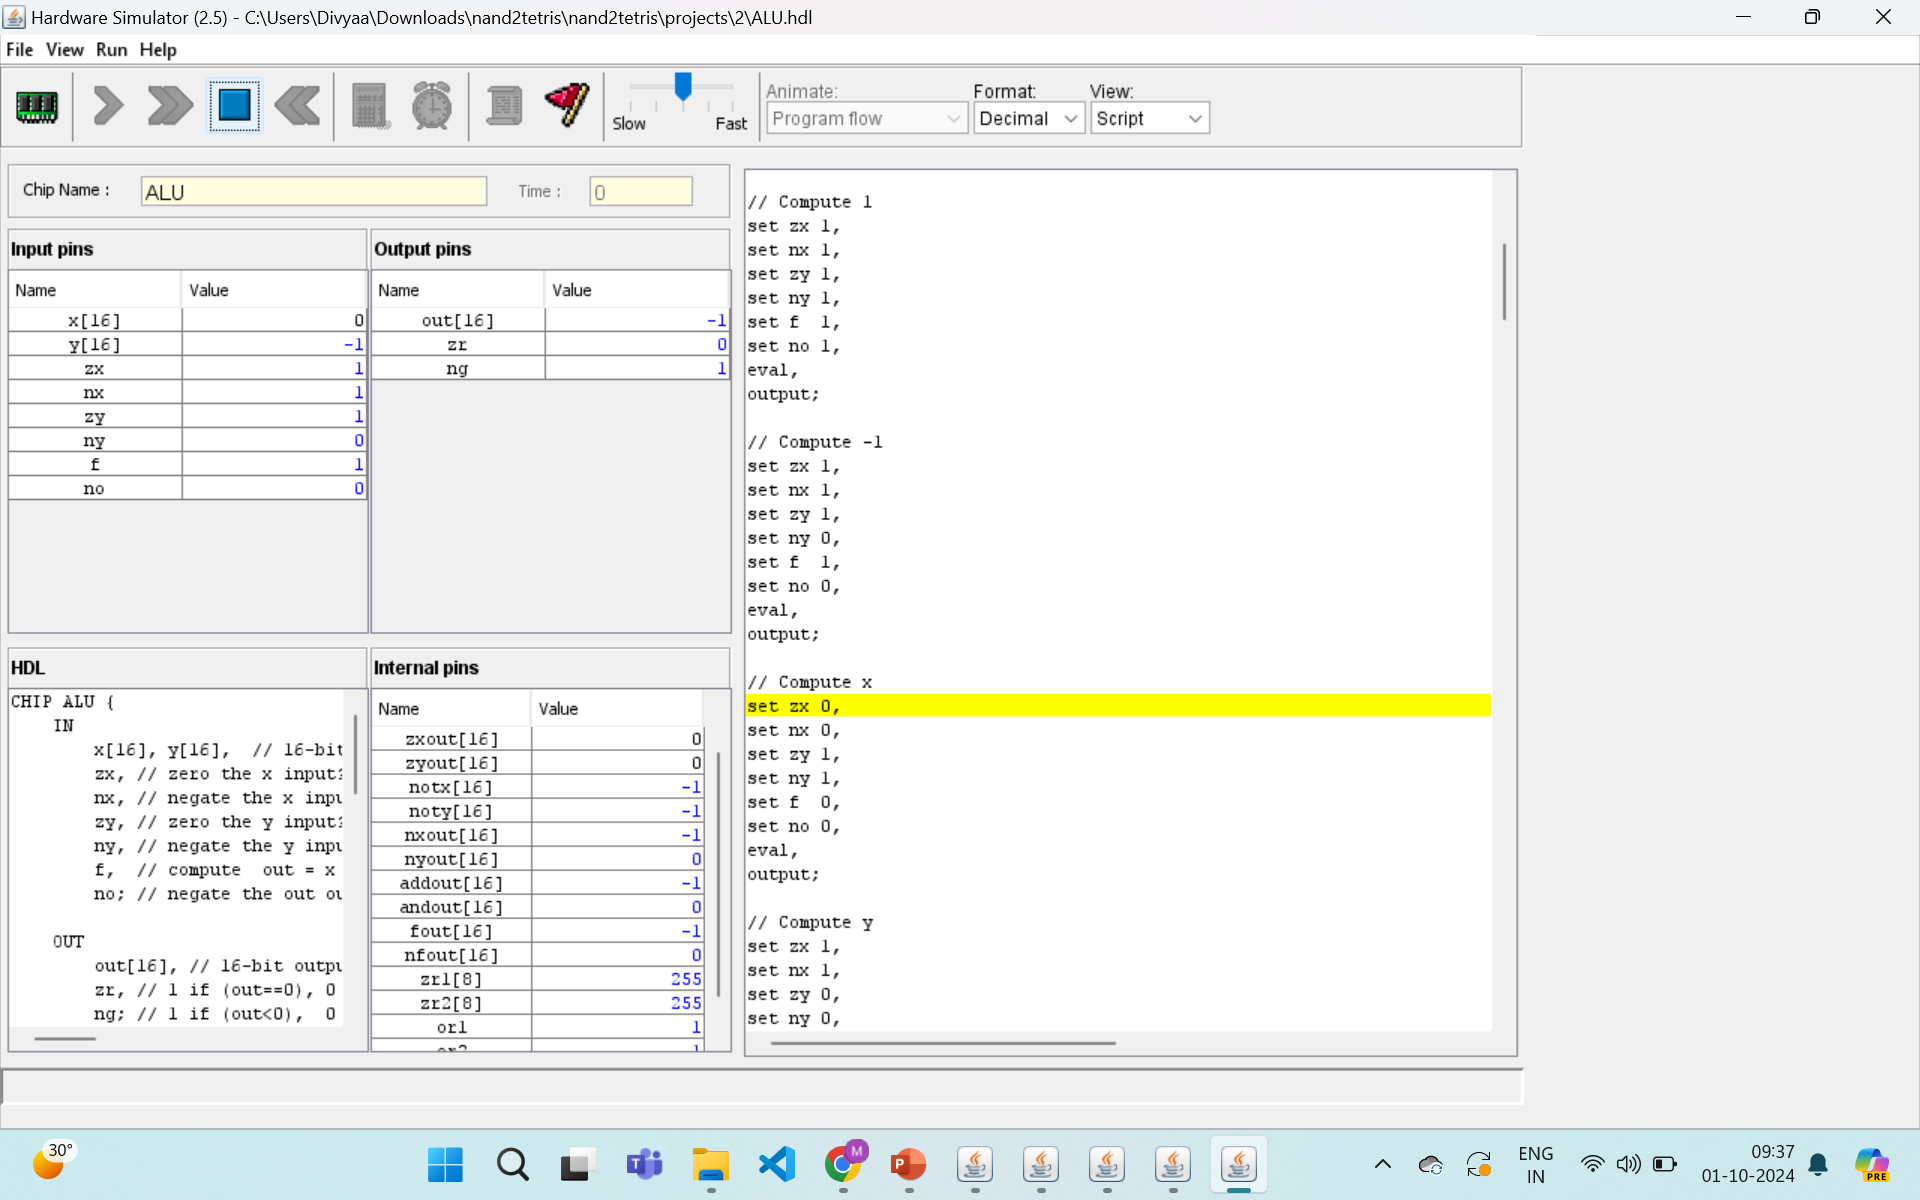 Hardware Simulator (2.5) - C:\Users\Divyaa\Downloads\nand2tetris\nand2tetris\projects\2\ALU.hdl
File View Run Help
Slow Fast
Animate:
Program flow
Format:
Decimal
View:
Script
Chip Name : ALU Time : 0
Input pins
Name Value
x[16] 0
y[16] -1
zx 1
nx 1
zy 1
ny 0
f 1
no 0
Output pins
Name Value
out[16] -1
zr 0
ng 1
HDL
CHIP ALU {
IN
x[16], y[16], // 16-bit
zx, // zero the x input?
nx, // negate the x inpu
zy, // zero the y input?
ny, // negate the y inpu
f, // compute out = x
no; // negate the out ou
OUT
out[16], // 16-bit outpu
zr, // 1 if (out==0), 0
ng; // 1 if (out<0), 0
Internal pins
Name Value
zxout[16] 0
zyout[16] 0
notx[16] -1
noty[16] -1
nxout[16] -1
nyout[16] 0
addout[16] -1
andout[16] 0
fout[16] -1
nfout[16] 0
zr1[8] 255
zr2[8] 255
or1 1
or2 1
// Compute 1
set zx 1,
set nx 1,
set zy 1,
set ny 1,
set f 1,
set no 1,
eval,
output;
// Compute -1
set zx 1,
set nx 1,
set zy 1,
set ny 0,
set f 1,
set no 0,
eval,
output;
// Compute x
set zx 0,
set nx 0,
set zy 1,
set ny 1,
set f 0,
set no 0,
eval,
output;
// Compute y
set zx 1,
set nx 1,
set zy 0,
set ny 0,
30°
T
M
P
ENG
IN
09:37
01-10-2024
PRE